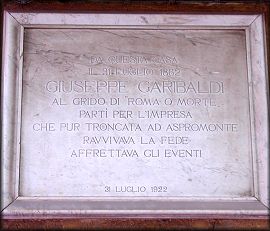 DA QUESTA CASA
IL 31 LUGLIO 1862
GIUSEPPE GARIBALDI
AL GRIDO DI ROMA O MORTE
PARTÌ PER L'IMPRESA
CHE PUR TRONCATA AD ASPROMONTE
RAVVIVAVA LA FEDE
AFFRETTAVA GLI EVENTI
31 LUGLIO 1922